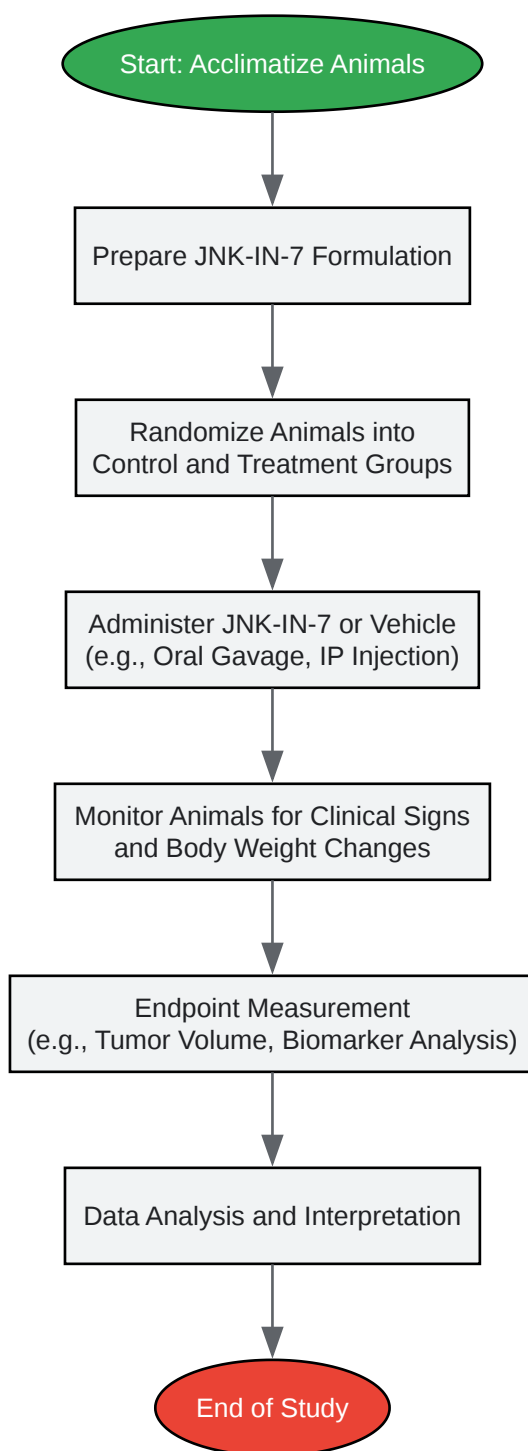 Start: Acclimatize Animals
Prepare JNK-IN-7 Formulation
Randomize Animals into
Control and Treatment Groups
Administer JNK-IN-7 or Vehicle
(e.g., Oral Gavage, IP Injection)
Monitor Animals for Clinical Signs
and Body Weight Changes
Endpoint Measurement
(e.g., Tumor Volume, Biomarker Analysis)
Data Analysis and Interpretation
End of Study